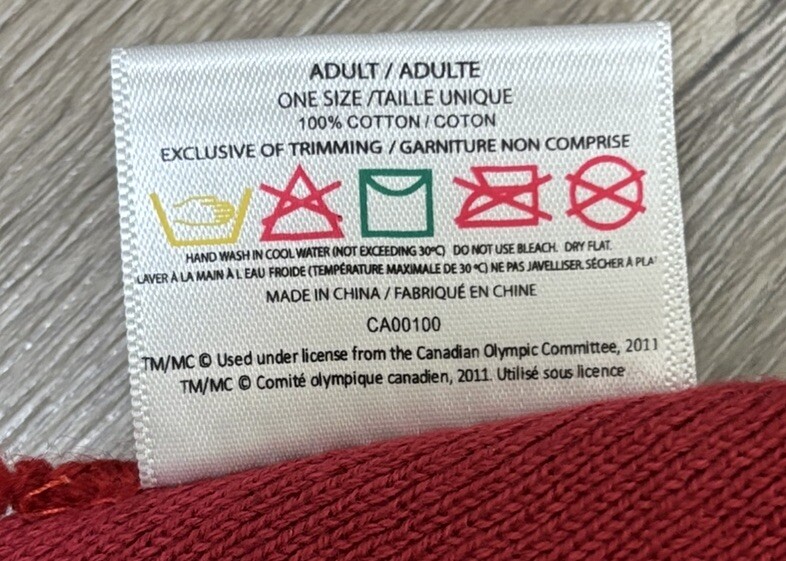 ADULT / ADULTE
ONE SIZE /TAILLE UNIQUE
100% COTTON / COTON
EXCLUSIVE OF TRIMMING / GARNITURE NON COMPRISE
HAND WASH IN COOL WATER (NOT EXCEEDING 30°C) DO NOT USE BLEACH. DRY FLAT.
LAVER À LA MAIN À L EAU FROIDE (TEMPÉRATURE MAXIMALE DE 30 °C) NE PAS JAVELLISER. SÉCHER À PLA
MADE IN CHINA / FABRIQUÉ EN CHINE
CA00100
TM/MC © Used under license from the Canadian Olympic Committee, 2011
TM/MC © Comité olympique canadien, 2011. Utilisé sous licence